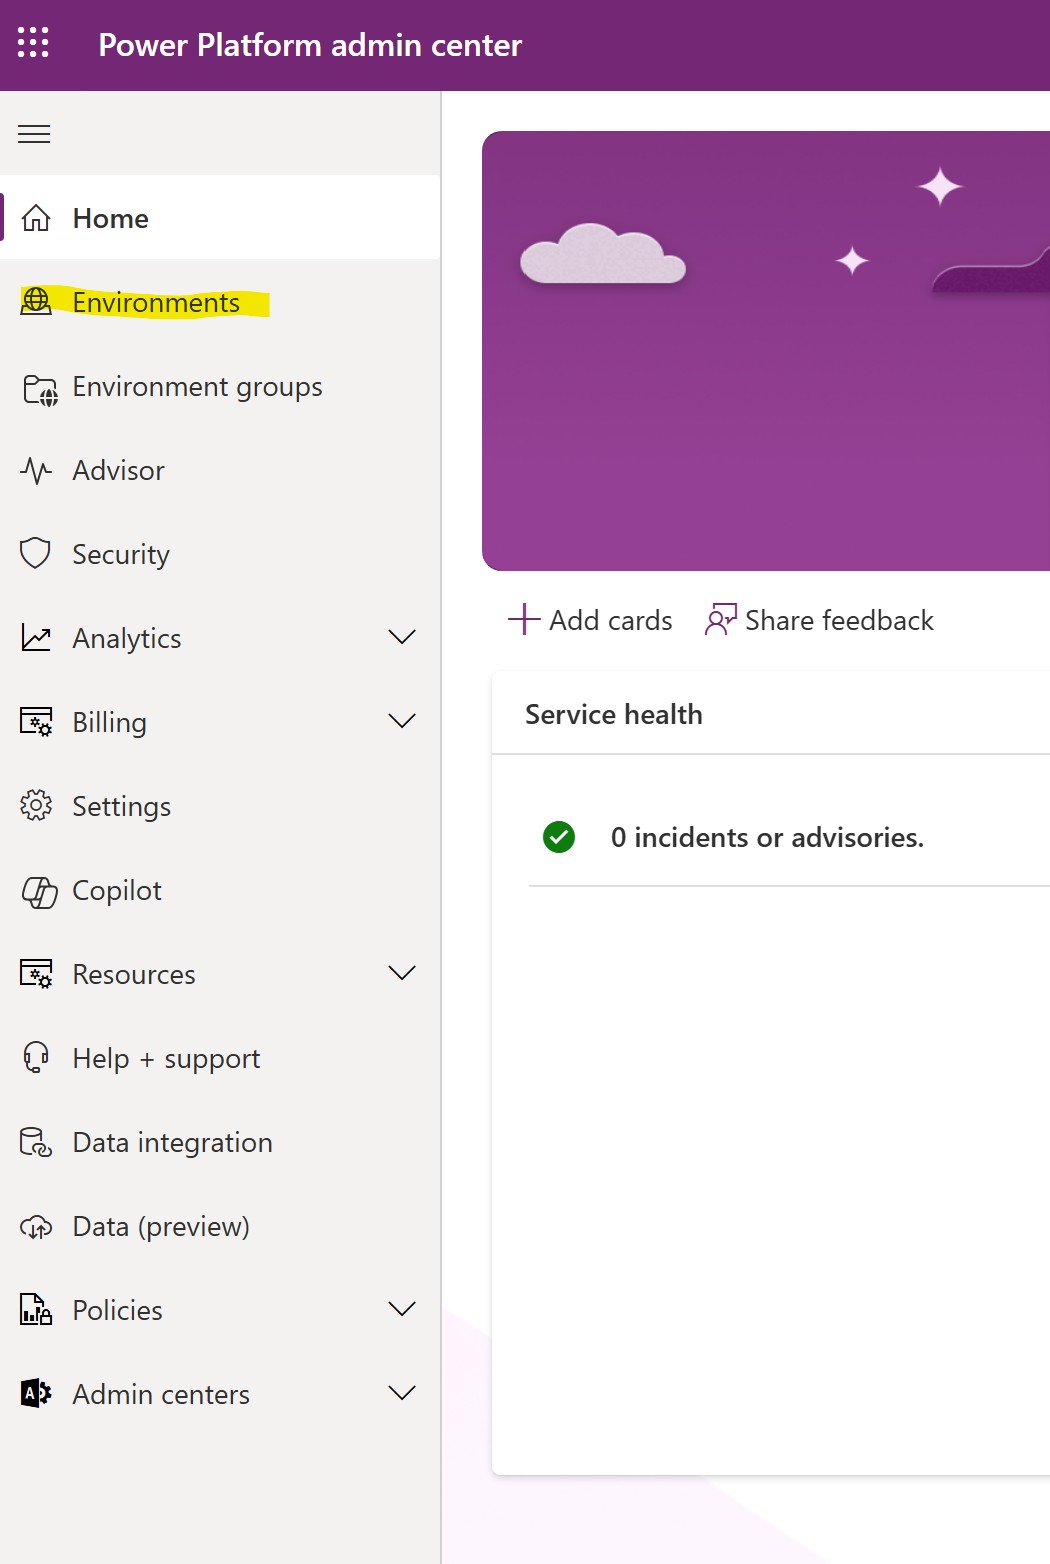 Power Platform admin center
Home
Environments
Environment groups
Advisor
Security
Analytics
Billing
Settings
Copilot
Resources
Help + support
Data integration
Data (preview)
Policies
Admin centers
Add cards
Share feedback
Service health
0 incidents or advisories.